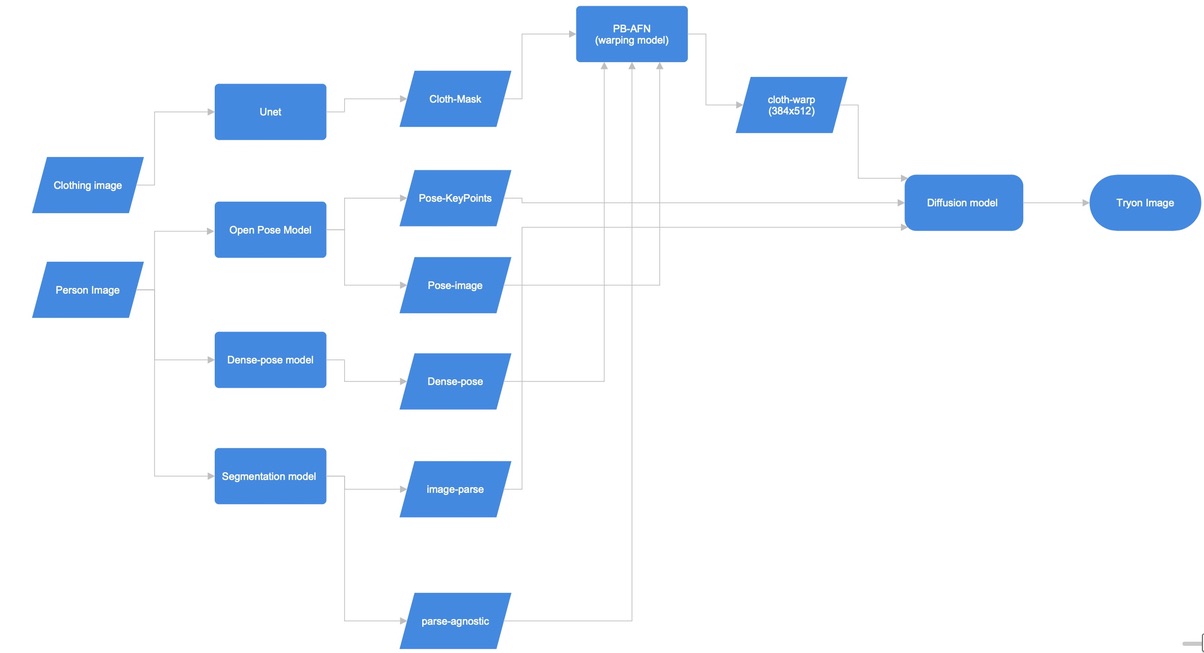 PB-AFN
(warping model)
Unet
Cloth-Mask
cloth-warp
(384x512)
Clothing image
Pose-KeyPoints
Diffusion model
Tryon Image
Open Pose Model
Person Image
Pose-image
Dense-pose model
Dense-pose
Segmentation model
image-parse
parse-agnostic